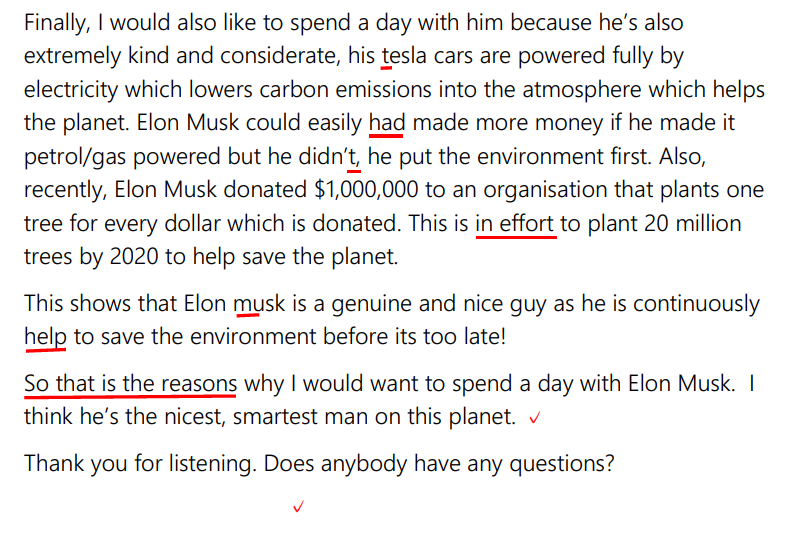 Finally, I would also like to spend a day with him because he’s also
extremely kind and considerate, his tesla cars are powered fully by
electricity which lowers carbon emissions into the atmosphere which helps
the planet. Elon Musk could easily had made more money if he made it
petrol/gas powered but he didn’t, he put the environment first. Also,
recently, Elon Musk donated $1,000,000 to an organisation that plants one
tree for every dollar which is donated. This is in effort to plant 20 million
trees by 2020 to help save the planet.
This shows that Elon musk is a genuine and nice guy as he is continuously
help to save the environment before its too late!
So that is the reasons why I would want to spend a day with Elon Musk.  I
think he’s the nicest, smartest man on this planet.
Thank you for listening. Does anybody have any questions?